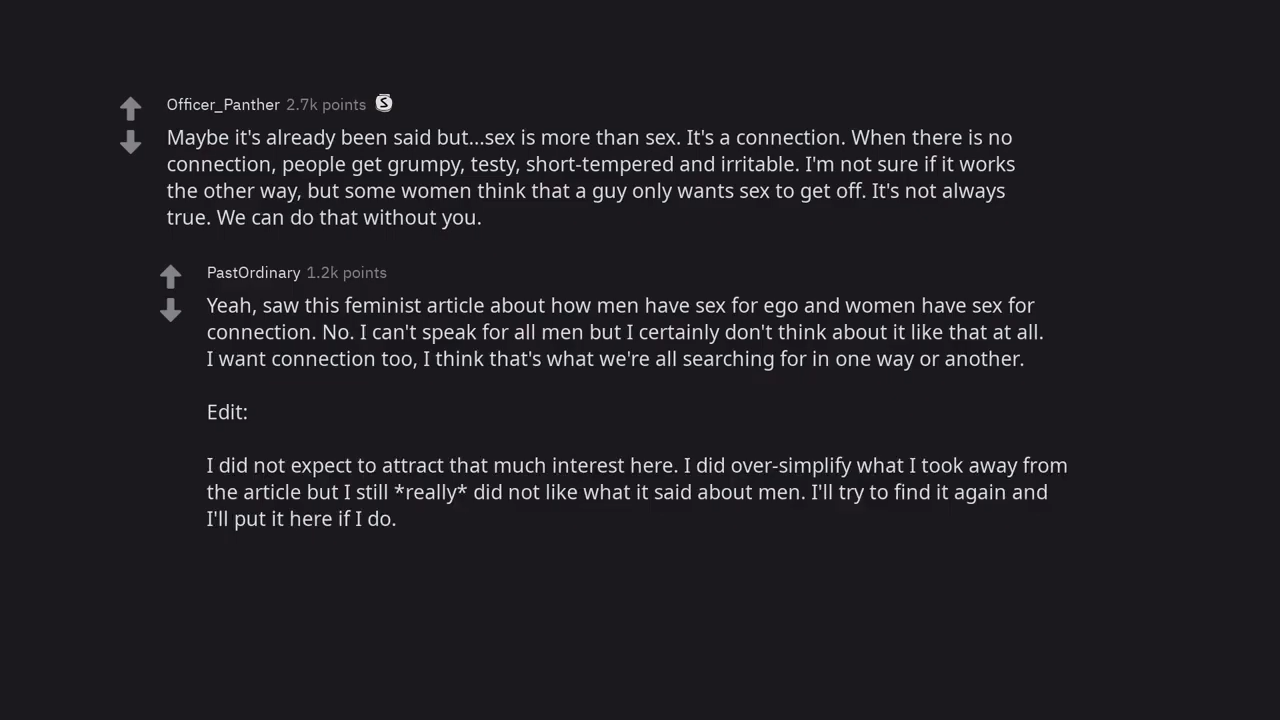 Officer_Panther 2.7k points
Maybe it's already been said but...sex is more than sex. It's a connection. When there is no
connection, people get grumpy, testy, short-tempered and irritable. I'm not sure if it works
the other way, but some women think that a guy only wants sex to get off. It's not always
true. We can do that without you.
PastOrdinary 1.2k points
Yeah, saw this feminist article about how men have sex for ego and women have sex for
connection. No. I can't speak for all men but I certainly don't think about it like that at all.
I want connection too, I think that's what we're all searching for in one way or another.
Edit:
I did not expect to attract that much interest here. I did over-simplify what I took away from
the article but I still *really* did not like what it said about men. I'll try to find it again and
I'll put it here if I do.